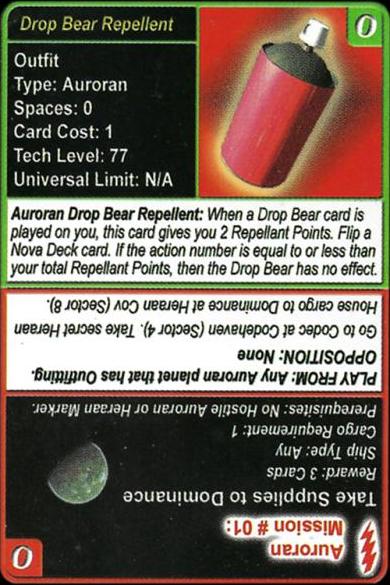 Drop Bear Repellent
0
Outfit
Type: Auroran
Spaces: 0
Card Cost: 1
Tech Level: 77
Universal Limit: N/A
Auroran Drop Bear Repellent: When a Drop Bear card is
played on you, this card gives you 2 Repellant Points. Flip a
Nova Deck card. If the action number is equal to or less than
your total Repellant Points, then the Drop Bear has no effect.
Auroran
Mission # 01:
0
Take Supplies to Dominance
Reward: 3 Cards
Ship Type: Any
Cargo Requirement: 1
Prerequisites: No Hostile Auroran or Heraan Marker.
PLAY FROM: Any Auroran planet that has Outfitting.
OPPOSITION: None
Go to Codec at Codehaven (Sector 4). Take secret Heraan
House cargo to Dominance at Heraan Cov (Sector 8).